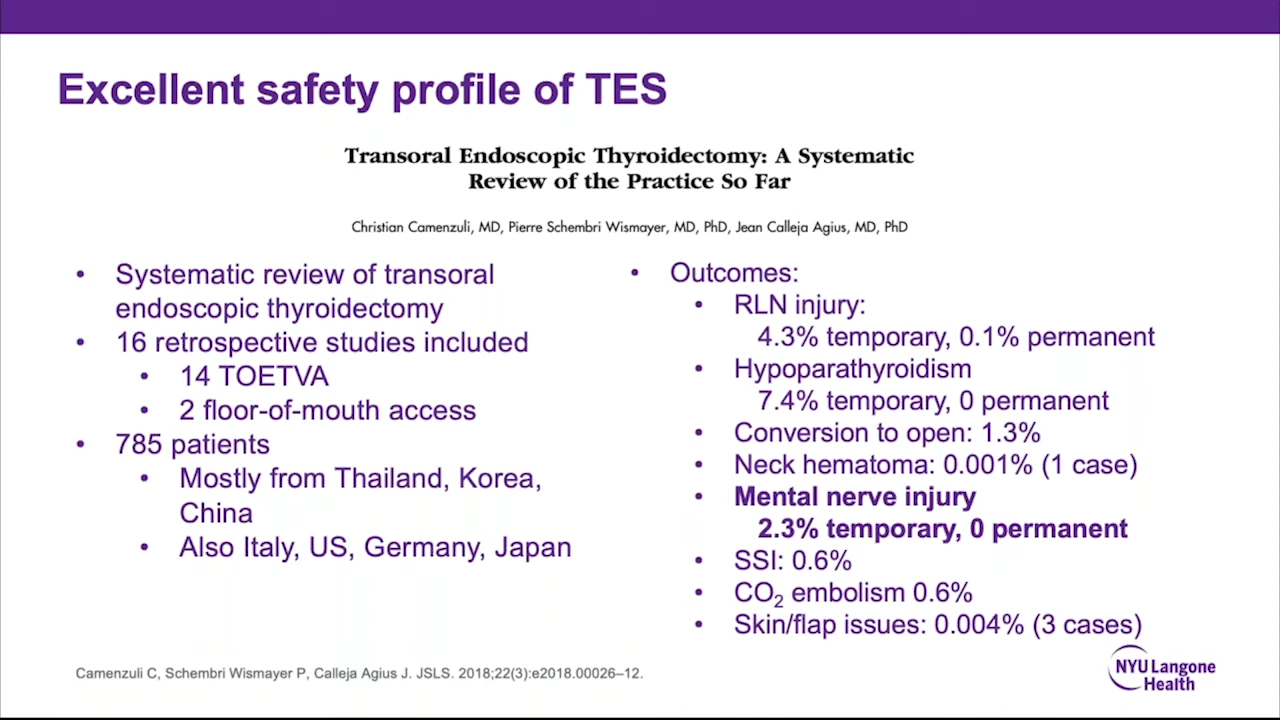 Excellent safety profile of TES
Transoral Endoscopic Thyroidectomy: A Systematic
Review of the Practice So Far
Christian Camenzuli, MD, Pierre Schembri Wismayer, MD, PhD, Jean Calleja Agius, MD, PhD
• Systematic review of transoral
endoscopic thyroidectomy
• 16 retrospective studies included
• 14 TOETVA
• 2 floor-of-mouth access
• 785 patients
• Mostly from Thailand, Korea,
China
• Also Italy, US, Germany, Japan
• Outcomes:
• RLN injury:
4.3% temporary, 0.1% permanent
• Hypoparathyroidism
7.4% temporary, 0 permanent
• Conversion to open: 1.3%
• Neck hematoma: 0.001% (1 case)
• Mental nerve injury
2.3% temporary, 0 permanent
• SSI: 0.6%
• CO₂ embolism 0.6%
• Skin/flap issues: 0.004% (3 cases)
Camenzuli C, Schembri Wismayer P, Calleja Agius J. JSLS. 2018;22(3):e2018.00026–12.
NYU Langone
Health